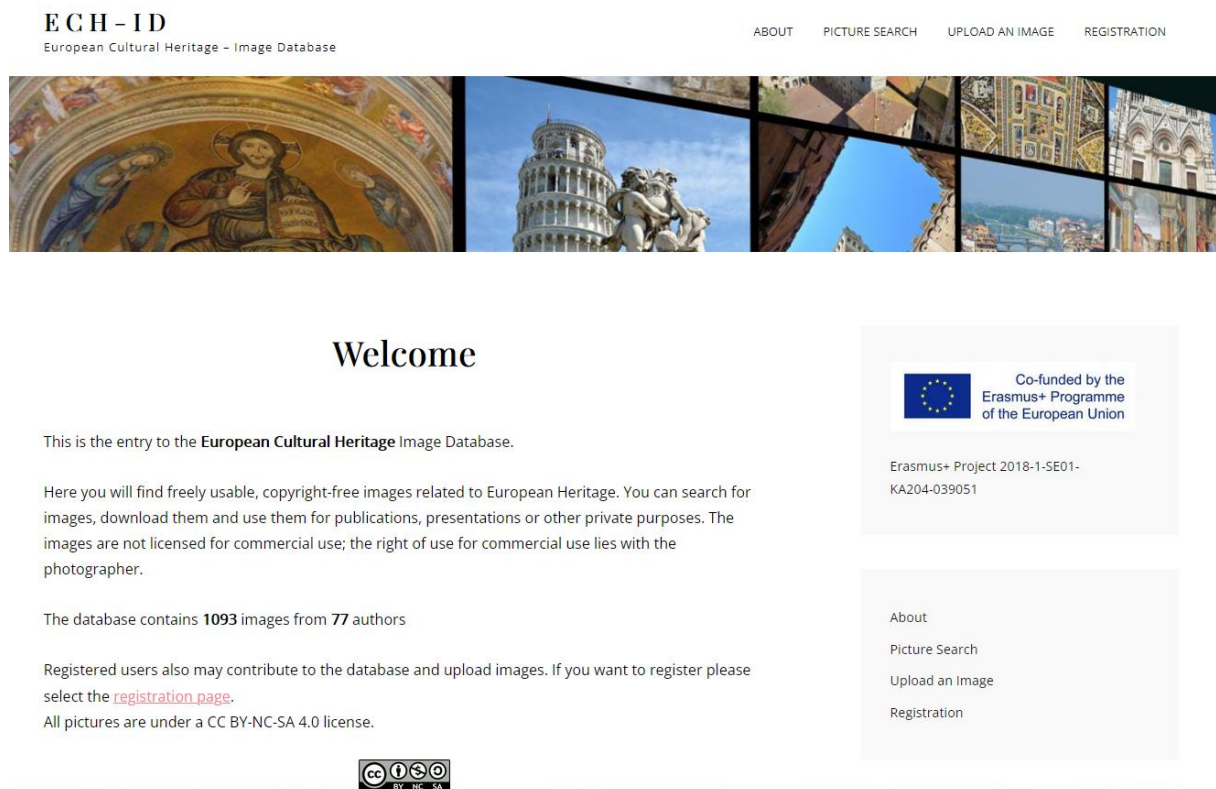 ECH-ID
European Cultural Heritage – Image Database
ABOUT PICTURE SEARCH UPLOAD AN IMAGE REGISTRATION
Welcome
This is the entry to the European Cultural Heritage Image Database.
Here you will find freely usable, copyright-free images related to European Heritage. You can search for
images, download them and use them for publications, presentations or other private purposes. The
images are not licensed for commercial use; the right of use for commercial use lies with the
photographer.
The database contains 1093 images from 77 authors
Registered users also may contribute to the database and upload images. If you want to register please
select the registration page.
All pictures are under a CC BY-NC-SA 4.0 license.
cc
BY NC SA
Co-funded by the
Erasmus+ Programme
of the European Union
Erasmus+ Project 2018-1-SE01-
KA204-039051
About
Picture Search
Upload an Image
Registration